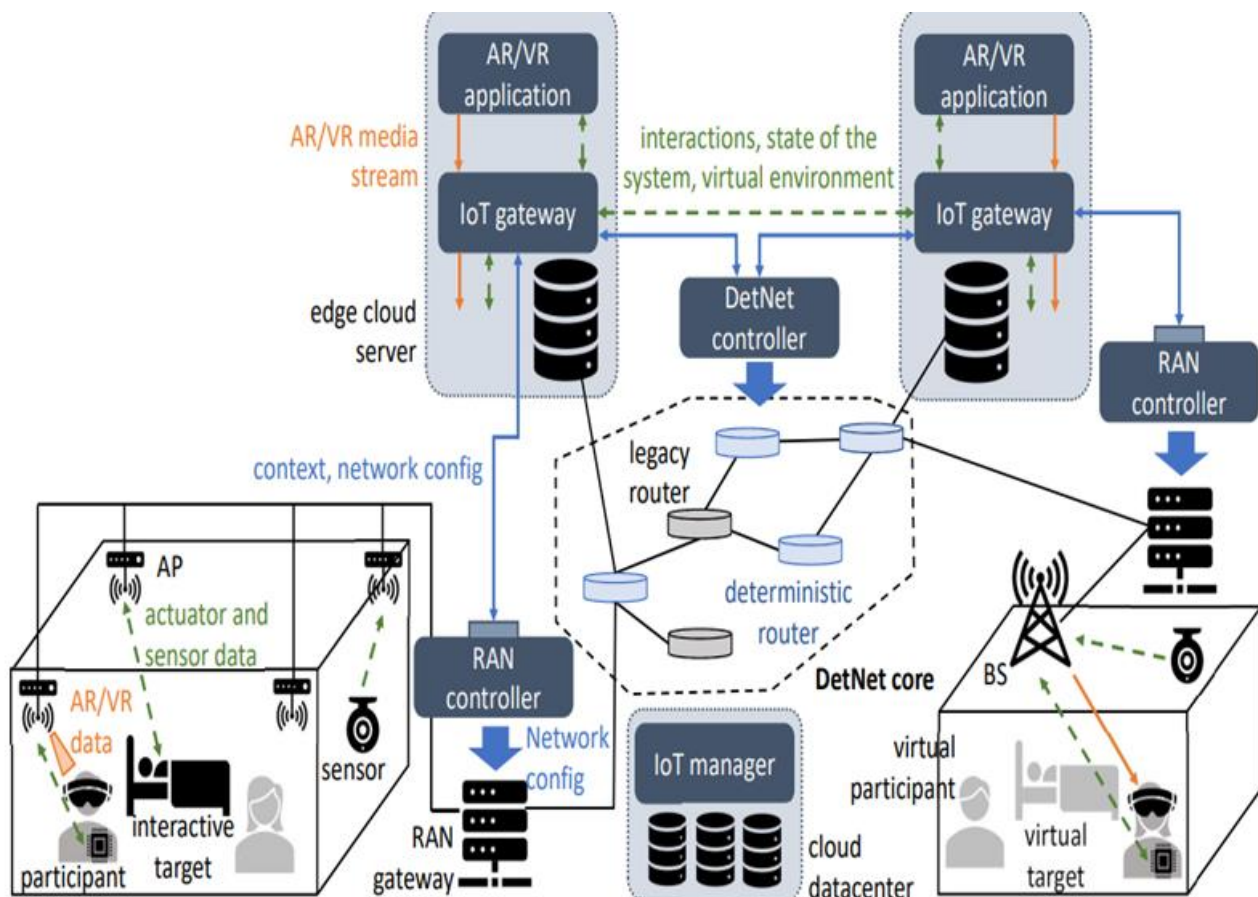 AR/VR
application
AR/VR
application
AR/VR media
stream
interactions, state of the
system, virtual environment
IoT gateway
IoT gateway
edge cloud
server
DetNet
controller
RAN
controller
legacy
router
context, network config
AP
actuator and
sensor data
deterministic
router
RAN
controller
BS
DetNet core
AR/VR
data
sensor
Network
config
IoT manager
virtual
participant
interactive
target
participant
RAN
gateway
cloud
datacenter
virtual
target